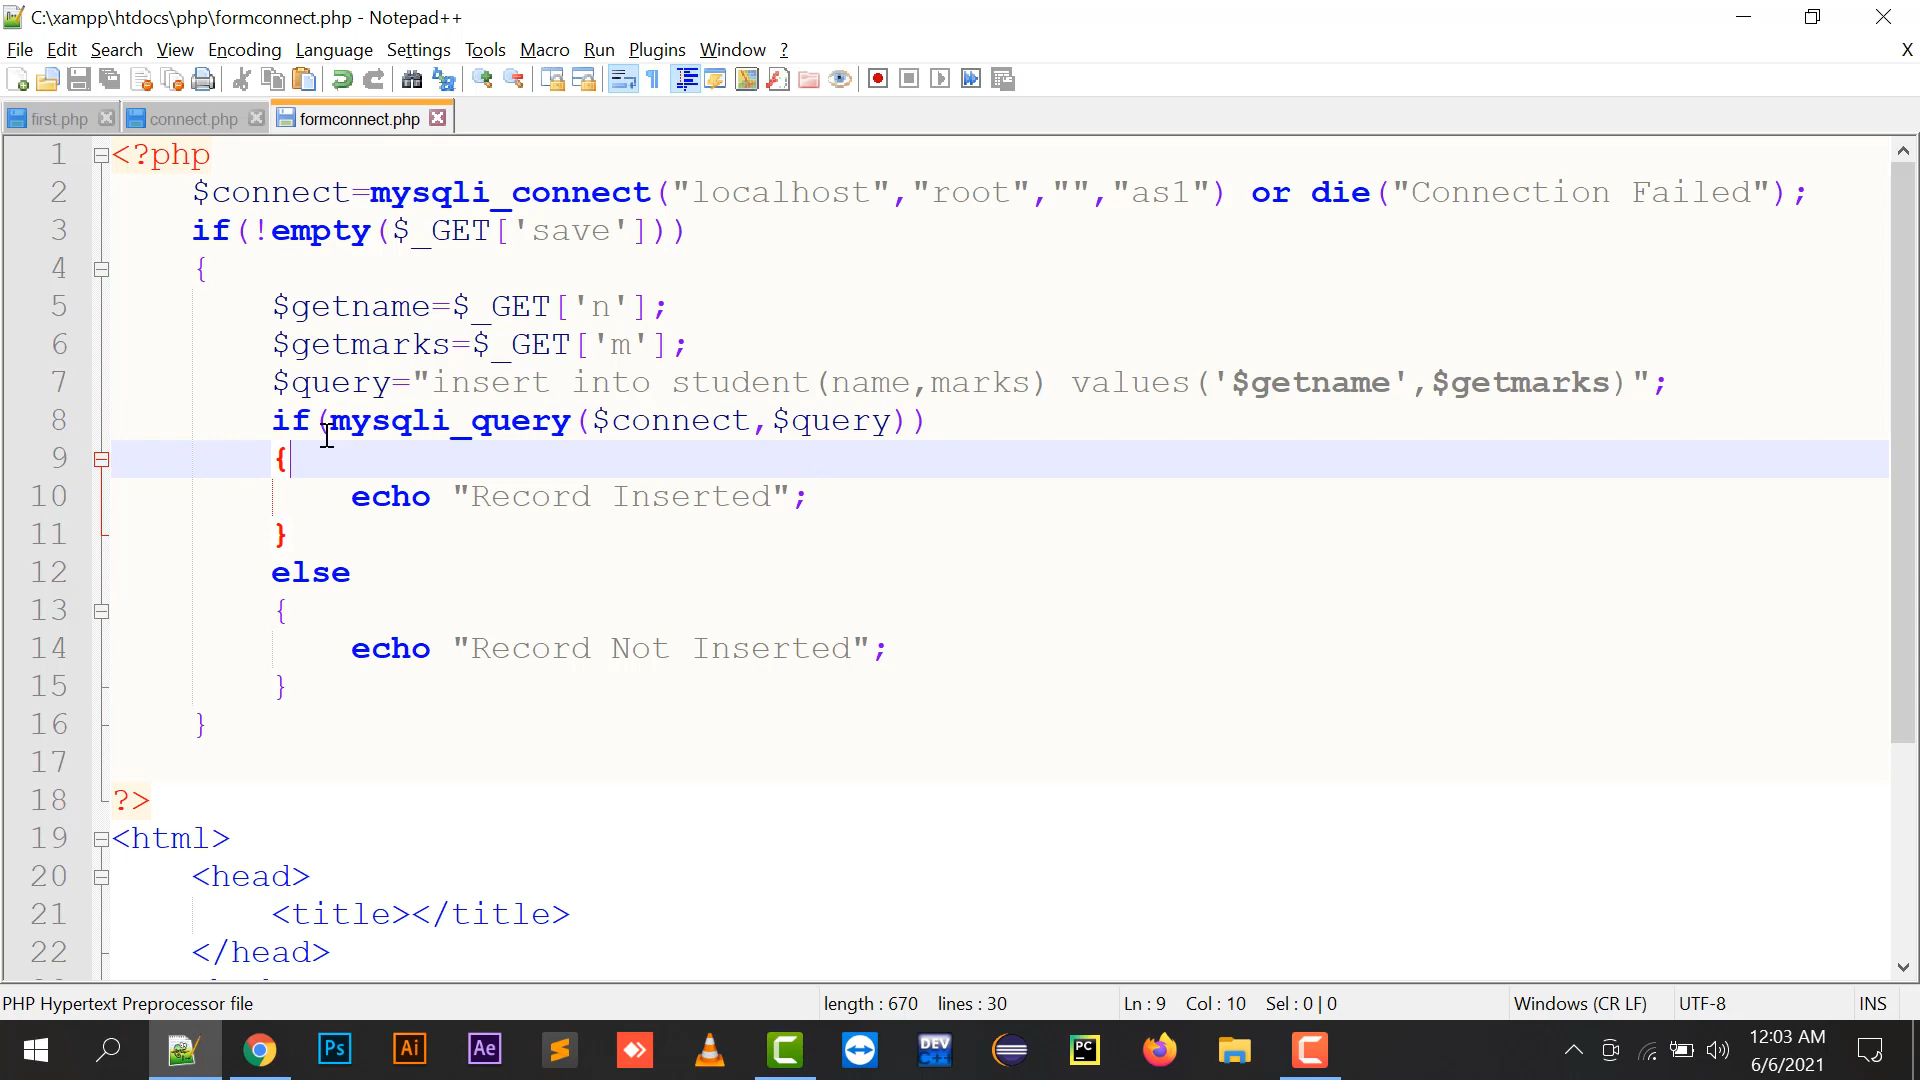 C:\xampp\htdocs\php\formconnect.php - Notepad++
File Edit Search View Encoding Language Settings Tools Macro Run Plugins Window ? X
first.php connect.php formconnect.php
1 <?php
2 $connect=mysqli_connect("localhost","root","","as1") or die("Connection Failed");
3 if(!empty($_GET['save']))
4 {
5 $getname=$_GET['n'];
6 $getmarks=$_GET['m'];
7 $query="insert into student(name,marks) values('$getname',$getmarks)";
8 if(mysqli_query($connect,$query))
9 {
10 echo "Record Inserted";
11 }
12 else
13 {
14 echo "Record Not Inserted";
15 }
16 }
17
18 ?>
19 <html>
20 <head>
21 <title></title>
22 </head>
PHP Hypertext Preprocessor file length : 670 lines : 30 Ln : 9 Col : 10 Sel : 0 | 0 Windows (CR LF) UTF-8 INS
Ps Ai Ae DEV C++ PC 12:03 AM
6/6/2021